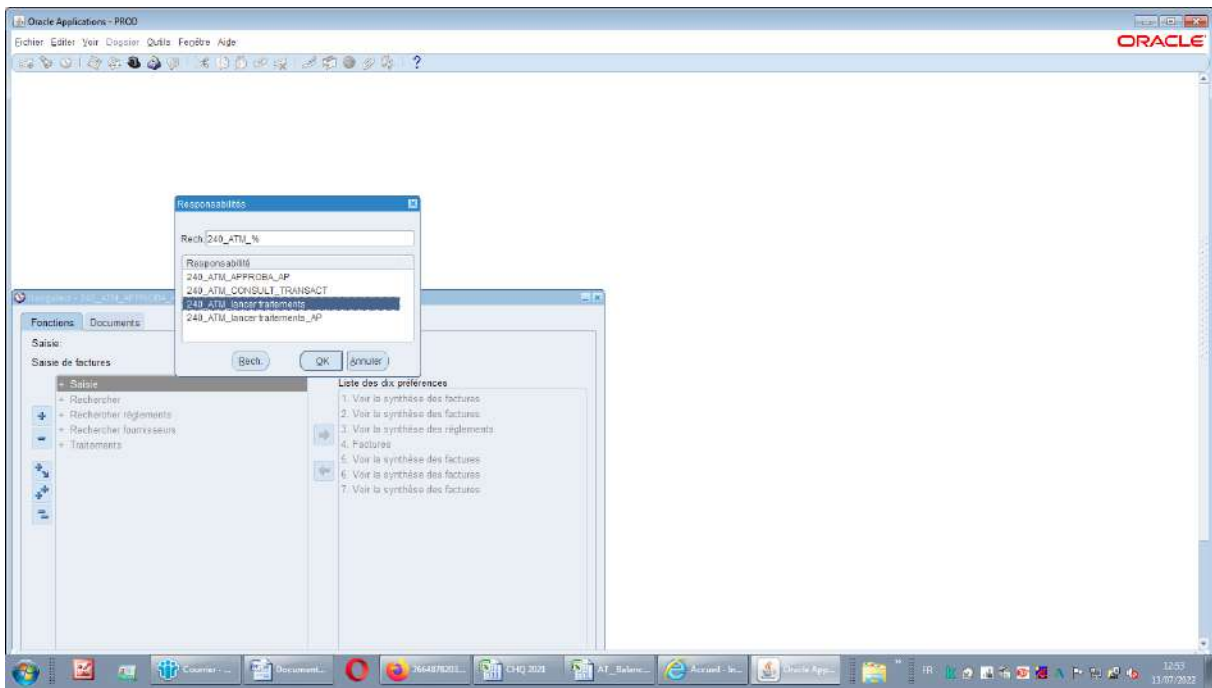 Oracle Applications - PROD
Fichier Editer Voir Dossier Outils Fenêtre Aide
ORACLE
Responsabilités
Rech. 240_ATM_%
Responsabilité
240_ATM_APPROBA_AP
240_ATM_CONSULT_TRANSACT
240_ATM_lancer traitements
240_ATM_lancer traitements_AP
Rech. OK Annuler
Fonctions Documents
Saisie:
Saisie de factures
+ Saisie
+ Rechercher
+ Rechercher règlements
+ Rechercher fournisseurs
+ Traitements
Liste des dix préférences
1. Voir la synthèse des factures
2. Voir la synthèse des factures
3. Voir la synthèse des règlements
4. Factures
5. Voir la synthèse des factures
6. Voir la synthèse des factures
7. Voir la synthèse des factures
Courrier - ... Document... CHQ 2021 AT_Balanc... Accueil - In... Oracle App... FR 12:53
13/07/2022